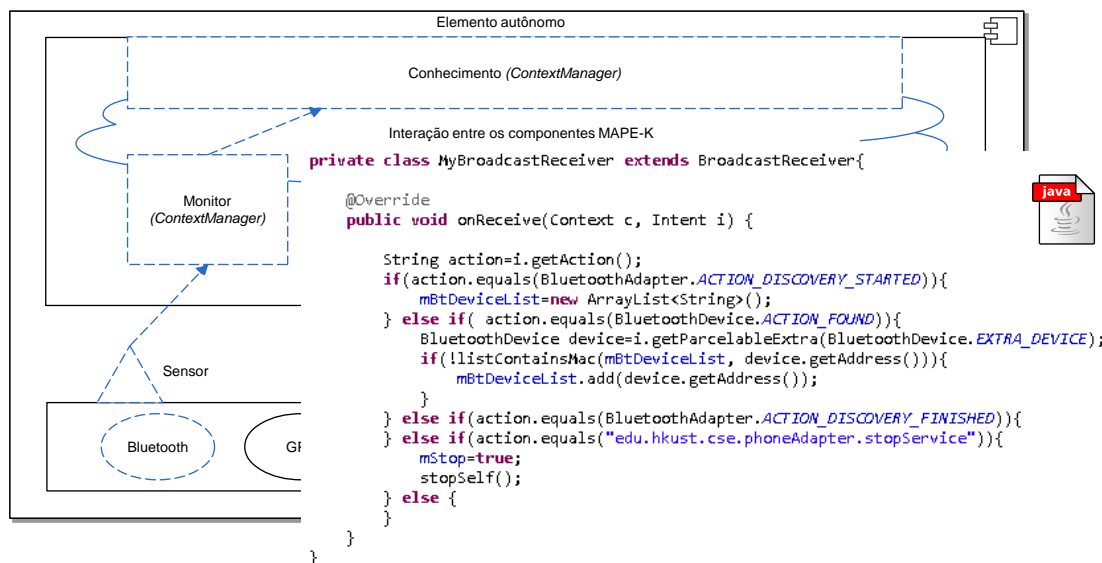 Elemento autônomo
Conhecimento (ContextManager)
Interação entre os componentes MAPE-K
Monitor
(ContextManager)
Sensor
Bluetooth
private class MyBroadcastReceiver extends BroadcastReceiver{
@Override
public void onReceive(Context c, Intent i) {
String action=i.getAction();
if(action.equals(BluetoothAdapter.ACTION_DISCOVERY_STARTED)){
mBtDeviceList=new ArrayList<String>();
} else if( action.equals(BluetoothDevice.ACTION_FOUND)){
BluetoothDevice device=i.getParcelableExtra(BluetoothDevice.EXTRA_DEVICE);
if(!listContainsMac(mBtDeviceList, device.getAddress())){
mBtDeviceList.add(device.getAddress());
}
} else if(action.equals(BluetoothAdapter.ACTION_DISCOVERY_FINISHED)){
} else if(action.equals("edu.hkust.cse.phoneAdapter.stopService")){
mStop=true;
stopSelf();
} else {
}
}
}
java